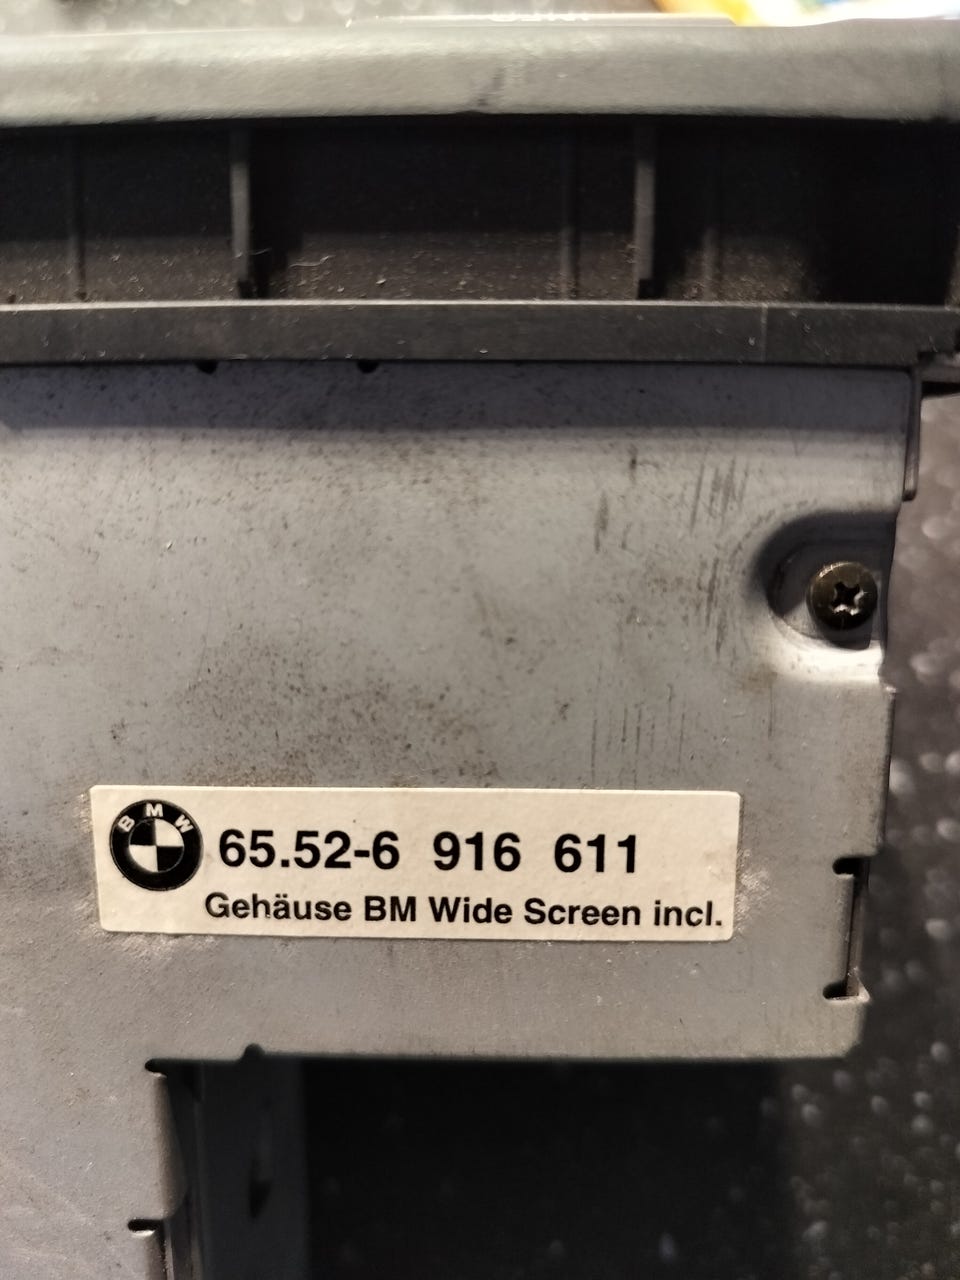 BMW
65.52-6 916 611
Gehäuse BM Wide Screen incl.